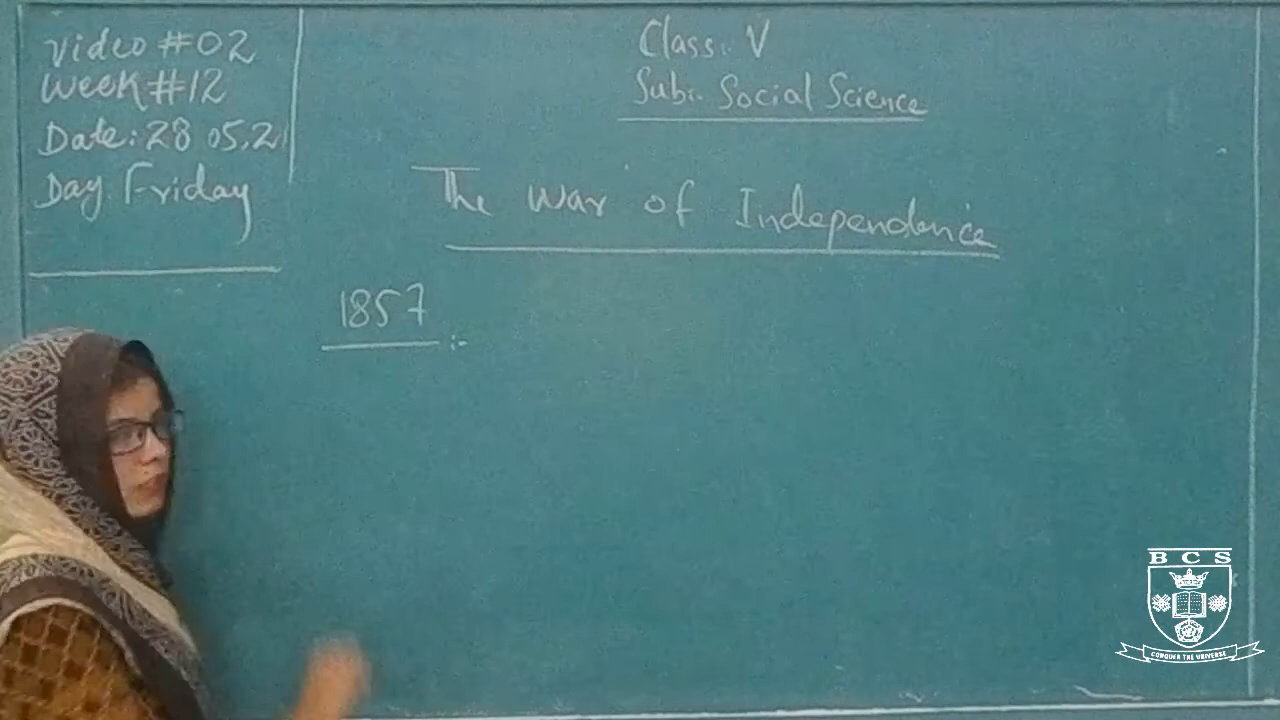 Video #02
Week #12
Date: 28 05.21
Day. Friday
Class: V
Sub:- Social Science
The War of Independence
1857 :-
BCS
CONQUER THE UNIVERSE